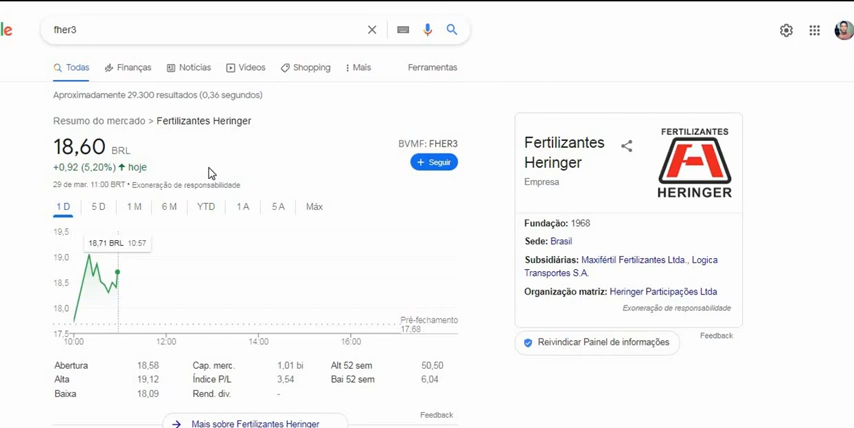 le
fher3
Todas Finanças Notícias Vídeos Shopping Mais Ferramentas
Aproximadamente 29.300 resultados (0,36 segundos)
Resumo do mercado > Fertilizantes Heringer
18,60 BRL
BVMF: FHER3
+0,92 (5,20%) hoje
+ Seguir
29 de mar. 11:00 BRT • Exoneração de responsabilidade
1 D 5 D 1 M 6 M YTD 1 A 5 A Máx
19,5
18,71 BRL 10:57
19,0
18,5
18,0
17,5
Pré-fechamento
17,68
10:00 12:00 14:00 16:00
Abertura 18,58 Cap. merc. 1,01 bi Alt 52 sem 50,50
Alta 19,12 Índice P/L 3,54 Bai 52 sem 6,04
Baixa 18,09 Rend. div. -
Feedback
Mais sobre Fertilizantes Heringer
Fertilizantes
Heringer
Empresa
FERTILIZANTES
HERINGER
Fundação: 1968
Sede: Brasil
Subsidiárias: Maxifértil Fertilizantes Ltda., Logica
Transportes S.A.
Organização matriz: Heringer Participações Ltda
Exoneração de responsabilidade
Feedback
Reivindicar Painel de informações